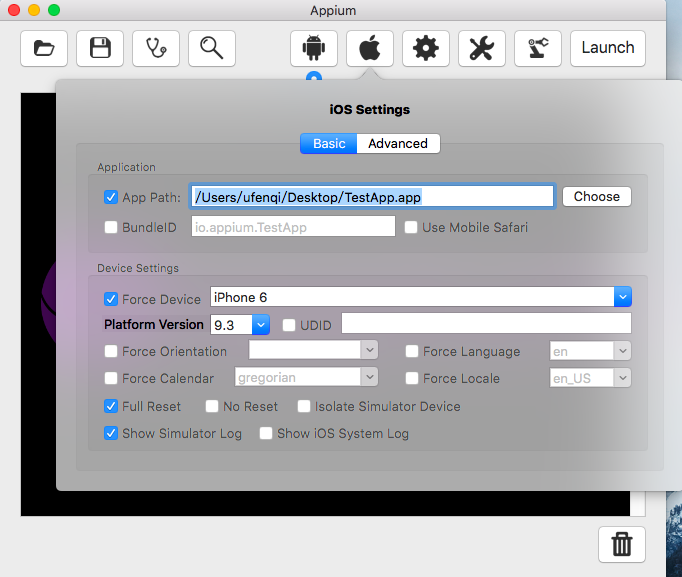 Appium
Launch
iOS Settings
Basic Advanced
Application
App Path: /Users/ufenqi/Desktop/TestApp.app Choose
BundleID io.appium.TestApp Use Mobile Safari
Device Settings
Force Device iPhone 6
Platform Version 9.3 UDID
Force Orientation Force Language en
Force Calendar gregorian Force Locale en_US
Full Reset No Reset Isolate Simulator Device
Show Simulator Log Show iOS System Log